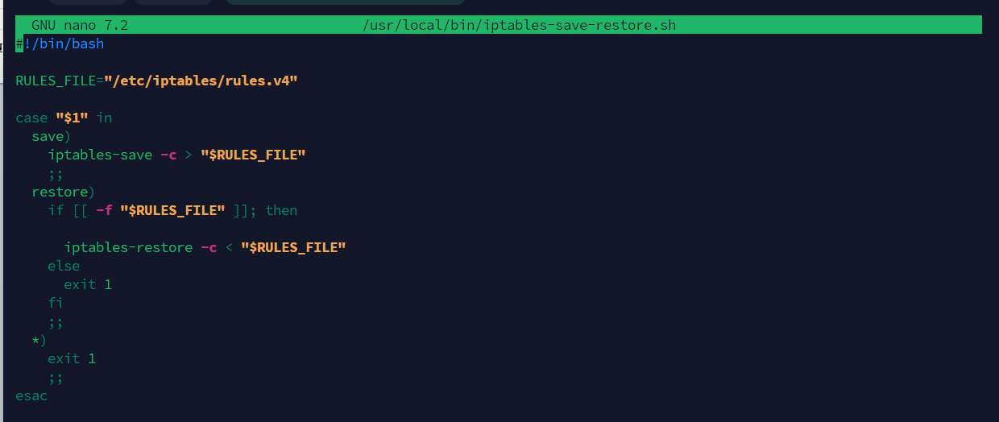 GNU nano 7.2 /usr/local/bin/iptables-save-restore.sh
#!/bin/bash
RULES_FILE="/etc/iptables/rules.v4"
case "$1" in
save)
iptables-save -c > "$RULES_FILE"
;;
restore)
if [[ -f "$RULES_FILE" ]]; then
iptables-restore -c < "$RULES_FILE"
else
exit 1
fi
;;
*)
exit 1
;;
esac